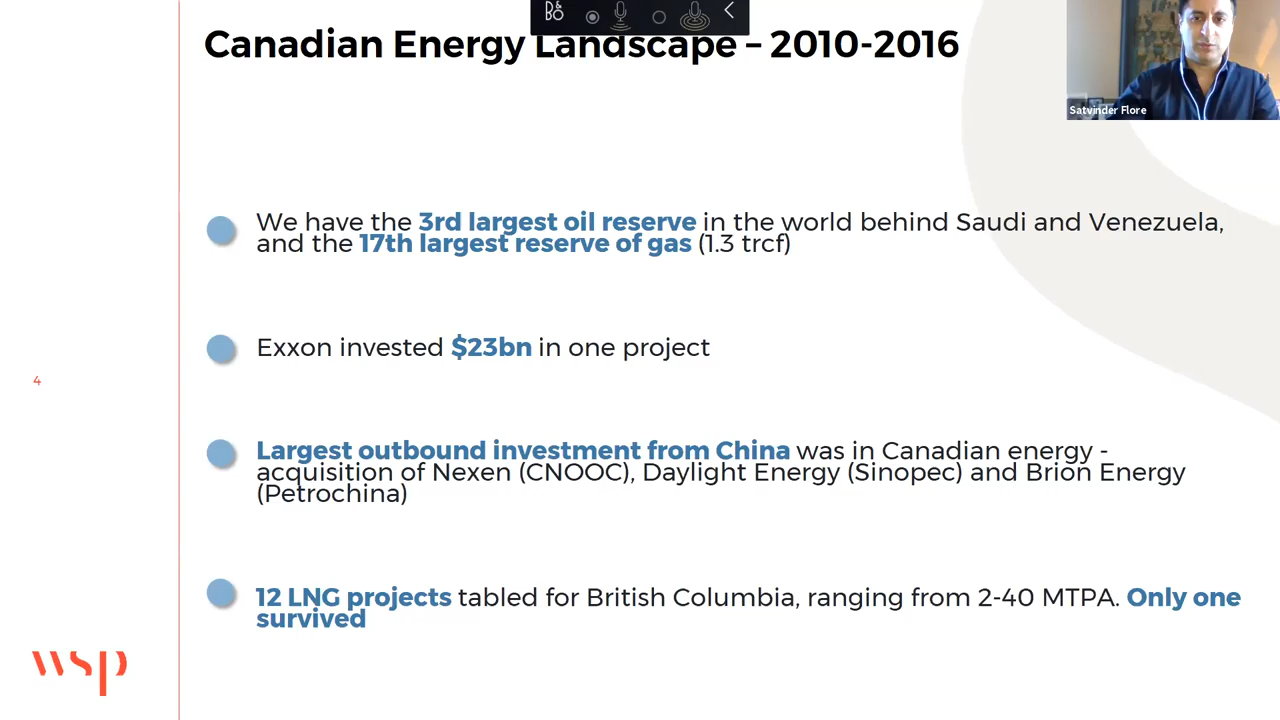 B&O
Canadian Energy Landscape – 2010-2016
Satvinder Flore
We have the 3rd largest oil reserve in the world behind Saudi and Venezuela,
and the 17th largest reserve of gas (1.3 trcf)
Exxon invested $23bn in one project
4
Largest outbound investment from China was in Canadian energy -
acquisition of Nexen (CNOOC), Daylight Energy (Sinopec) and Brion Energy
(Petrochina)
12 LNG projects tabled for British Columbia, ranging from 2-40 MTPA. Only one
survived
wsp